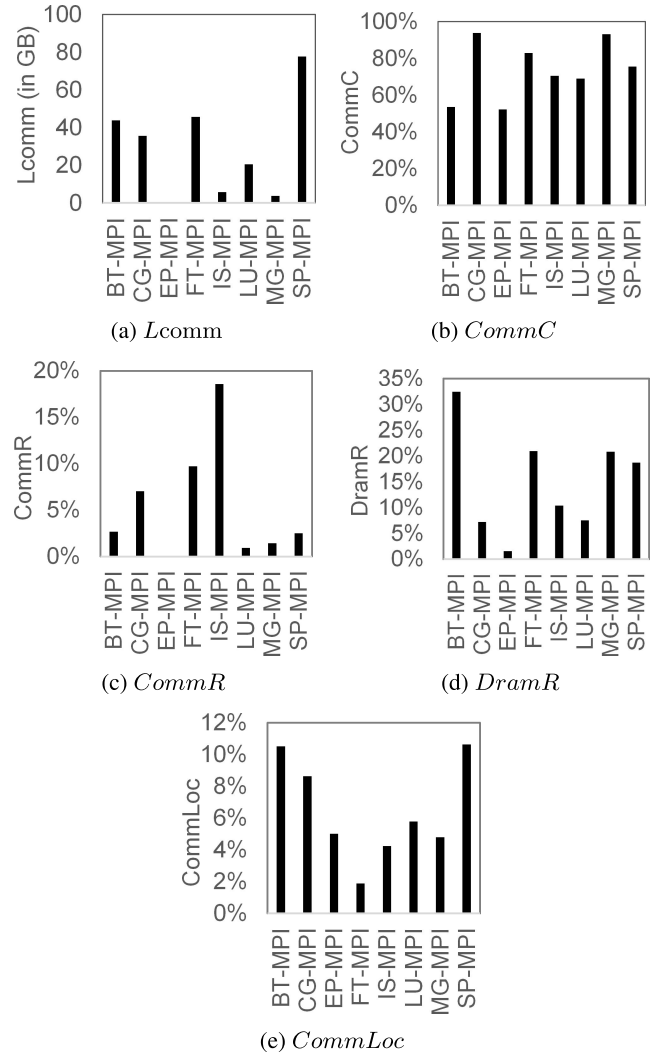 Lcomm (in GB)
100
80
60
40
20
0
BT-MPI
CG-MPI
EP-MPI
FT-MPI
IS-MPI
LU-MPI
MG-MPI
SP-MPI
(a) Lcomm
CommC
100%
80%
60%
40%
20%
0%
BT-MPI
CG-MPI
EP-MPI
FT-MPI
IS-MPI
LU-MPI
MG-MPI
SP-MPI
(b) CommC
CommR
20%
15%
10%
5%
0%
BT-MPI
CG-MPI
EP-MPI
FT-MPI
IS-MPI
LU-MPI
MG-MPI
SP-MPI
(c) CommR
DramR
35%
30%
25%
20%
15%
10%
5%
0%
BT-MPI
CG-MPI
EP-MPI
FT-MPI
IS-MPI
LU-MPI
MG-MPI
SP-MPI
(d) DramR
CommLoc
12%
10%
8%
6%
4%
2%
0%
BT-MPI
CG-MPI
EP-MPI
FT-MPI
IS-MPI
LU-MPI
MG-MPI
SP-MPI
(e) CommLoc